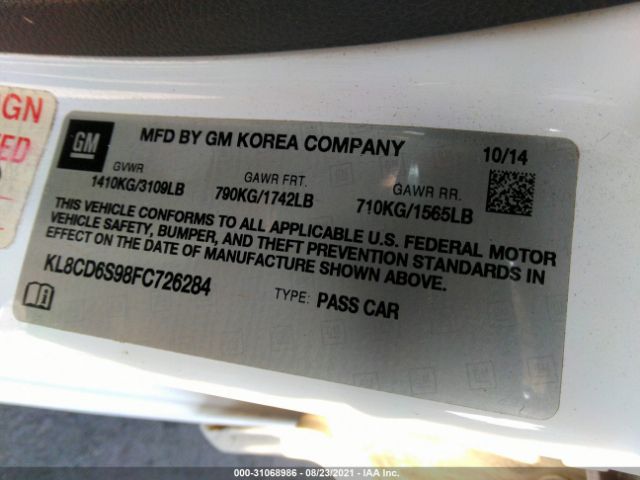 IGN
ED
GM
MFD BY GM KOREA COMPANY
10/14
GVWR
1410KG/3109LB
GAWR FRT.
790KG/1742LB
GAWR RR.
710KG/1565LB
THIS VEHICLE CONFORMS TO ALL APPLICABLE U.S. FEDERAL MOTOR
VEHICLE SAFETY, BUMPER, AND THEFT PREVENTION STANDARDS IN
EFFECT ON THE DATE OF MANUFACTURE SHOWN ABOVE.
KL8CD6S98FC726284
TYPE: PASS CAR
000-31068986 - 08/23/2021 - IAA Inc.